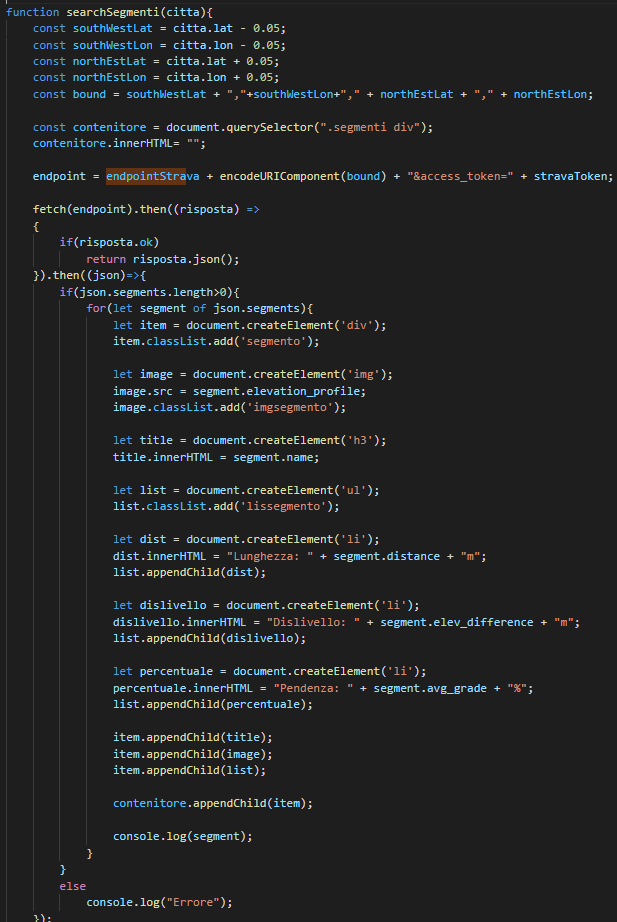 function searchSegmenti(citta){
    const southWestLat = citta.lat - 0.05;
    const southWestLon = citta.lon - 0.05;
    const northEstLat = citta.lat + 0.05;
    const northEstLon = citta.lon + 0.05;
    const bound = southWestLat + ","+southWestLon+"," + northEstLat + "," + northEstLon;

    const contenitore = document.querySelector(".segmenti div");
    contenitore.innerHTML= "";

    endpoint = endpointStrava + encodeURIComponent(bound) + "&access_token=" + stravaToken;

    fetch(endpoint).then((risposta) =>
    {
        if(risposta.ok)
            return risposta.json();
    }).then((json)=>{
        if(json.segments.length>0){
            for(let segment of json.segments){
                let item = document.createElement('div');
                item.classList.add('segmento');

                let image = document.createElement('img');
                image.src = segment.elevation_profile;
                image.classList.add('imgsegmento');

                let title = document.createElement('h3');
                title.innerHTML = segment.name;

                let list = document.createElement('ul');
                list.classList.add('lissegmento');

                let dist = document.createElement('li');
                dist.innerHTML = "Lunghezza: " + segment.distance + "m";
                list.appendChild(dist);

                let dislivello = document.createElement('li');
                dislivello.innerHTML = "Dislivello: " + segment.elev_difference + "m";
                list.appendChild(dislivello);

                let percentuale = document.createElement('li');
                percentuale.innerHTML = "Pendenza: " + segment.avg_grade + "%";
                list.appendChild(percentuale);

                item.appendChild(title);
                item.appendChild(image);
                item.appendChild(list);

                contenitore.appendChild(item);

                console.log(segment);
            }
        }
        else
            console.log("Errore");
    });